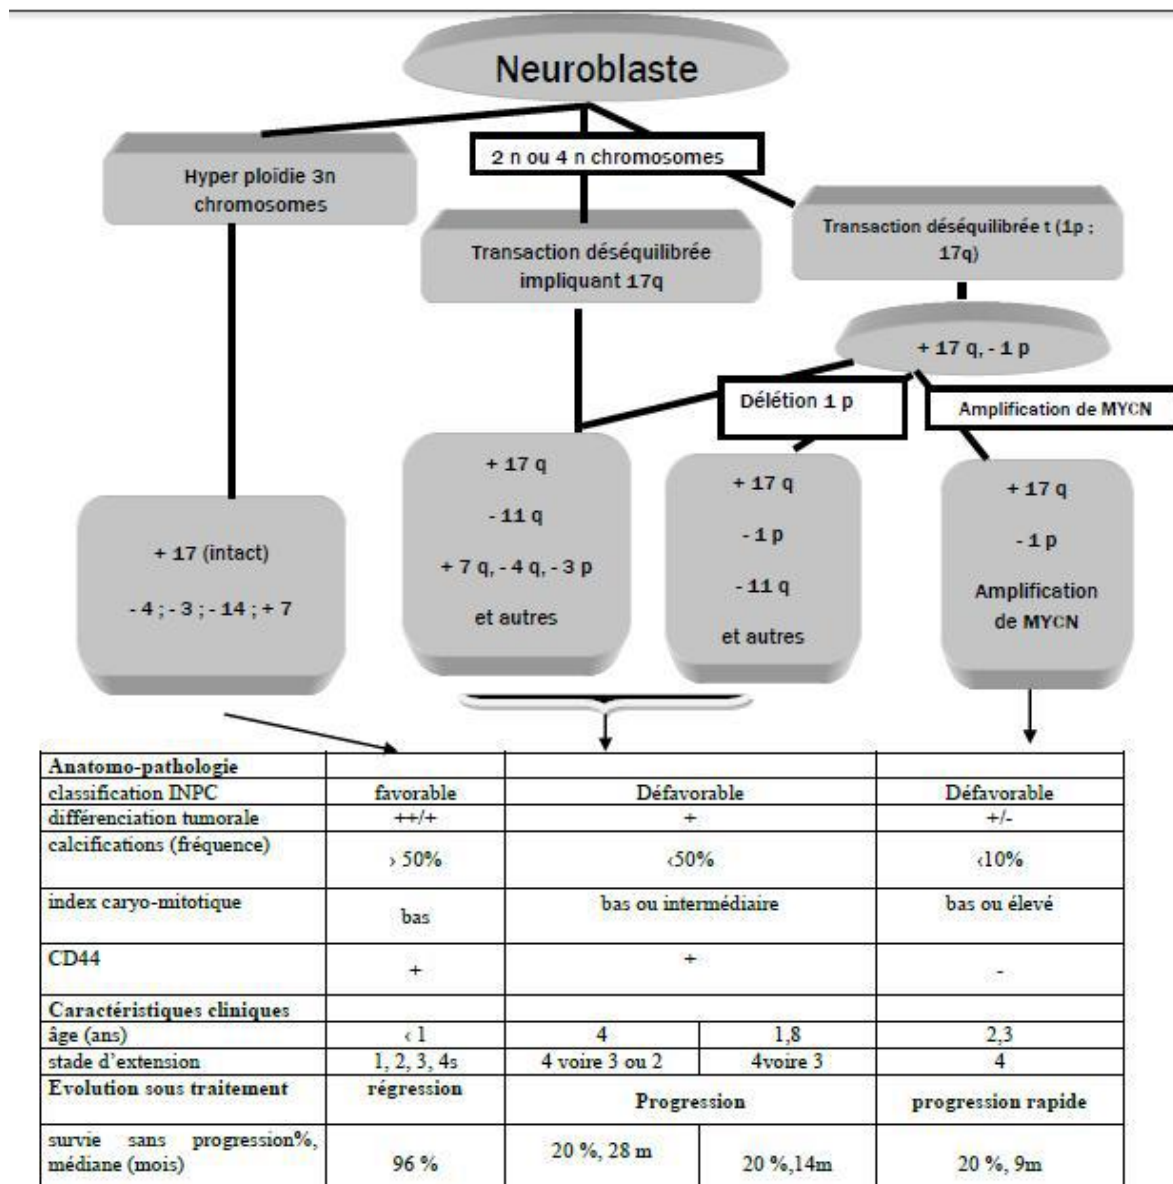 Neuroblaste
Hyper ploïdie 3n
chromosomes
2 n ou 4 n chromosomes
Transaction déséquilibrée
impliquant 17q
Transaction déséquilibrée t (1p ;
17q)
+ 17 q, - 1 p
Délétion 1 p
Amplification de MYCN
+ 17 (intact)
- 4 ; - 3 ; - 14 ; + 7
+ 17 q
- 11 q
+ 7 q, - 4 q, - 3 p
et autres
+ 17 q
- 1 p
- 11 q
et autres
+ 17 q
- 1 p
Amplification
de MYCN
Anatomo-pathologie
classification INPC favorable Défavorable Défavorable
différenciation tumorale ++/+ + +/-
calcifications (fréquence) › 50% ‹50% ‹10%
index caryo-mitotique bas bas ou intermédiaire bas ou élevé
CD44 + + -
Caractéristiques cliniques
âge (ans) ‹ 1 4 1,8 2,3
stade d'extension 1, 2, 3, 4s 4 voire 3 ou 2 4voire 3 4
Evolution sous traitement régression Progression progression rapide
survie sans progression%,
médiane (mois) 96 % 20 %, 28 m 20 %,14m 20 %, 9m